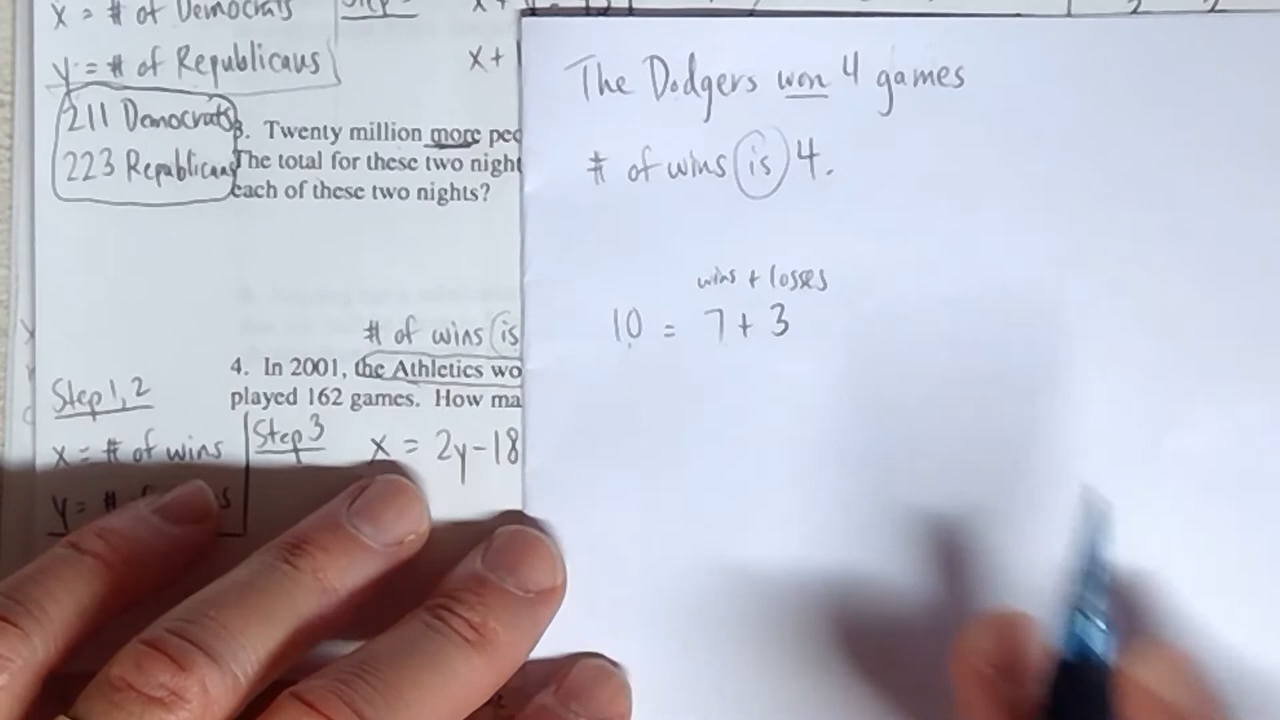 x = # of Democrats
y = # of Republicans
211 Democrats
223 Republicans
x +
3. Twenty million more
The total for these two night
each of these two nights?
# of wins is
4. In 2001, the Athletics wo
played 162 games. How ma
Step 1, 2
x = # of wins
y = #
Step 3
x = 2y - 18
The Dodgers won 4 games
# of wins is 4.
wins + losses
10 = 7 + 3